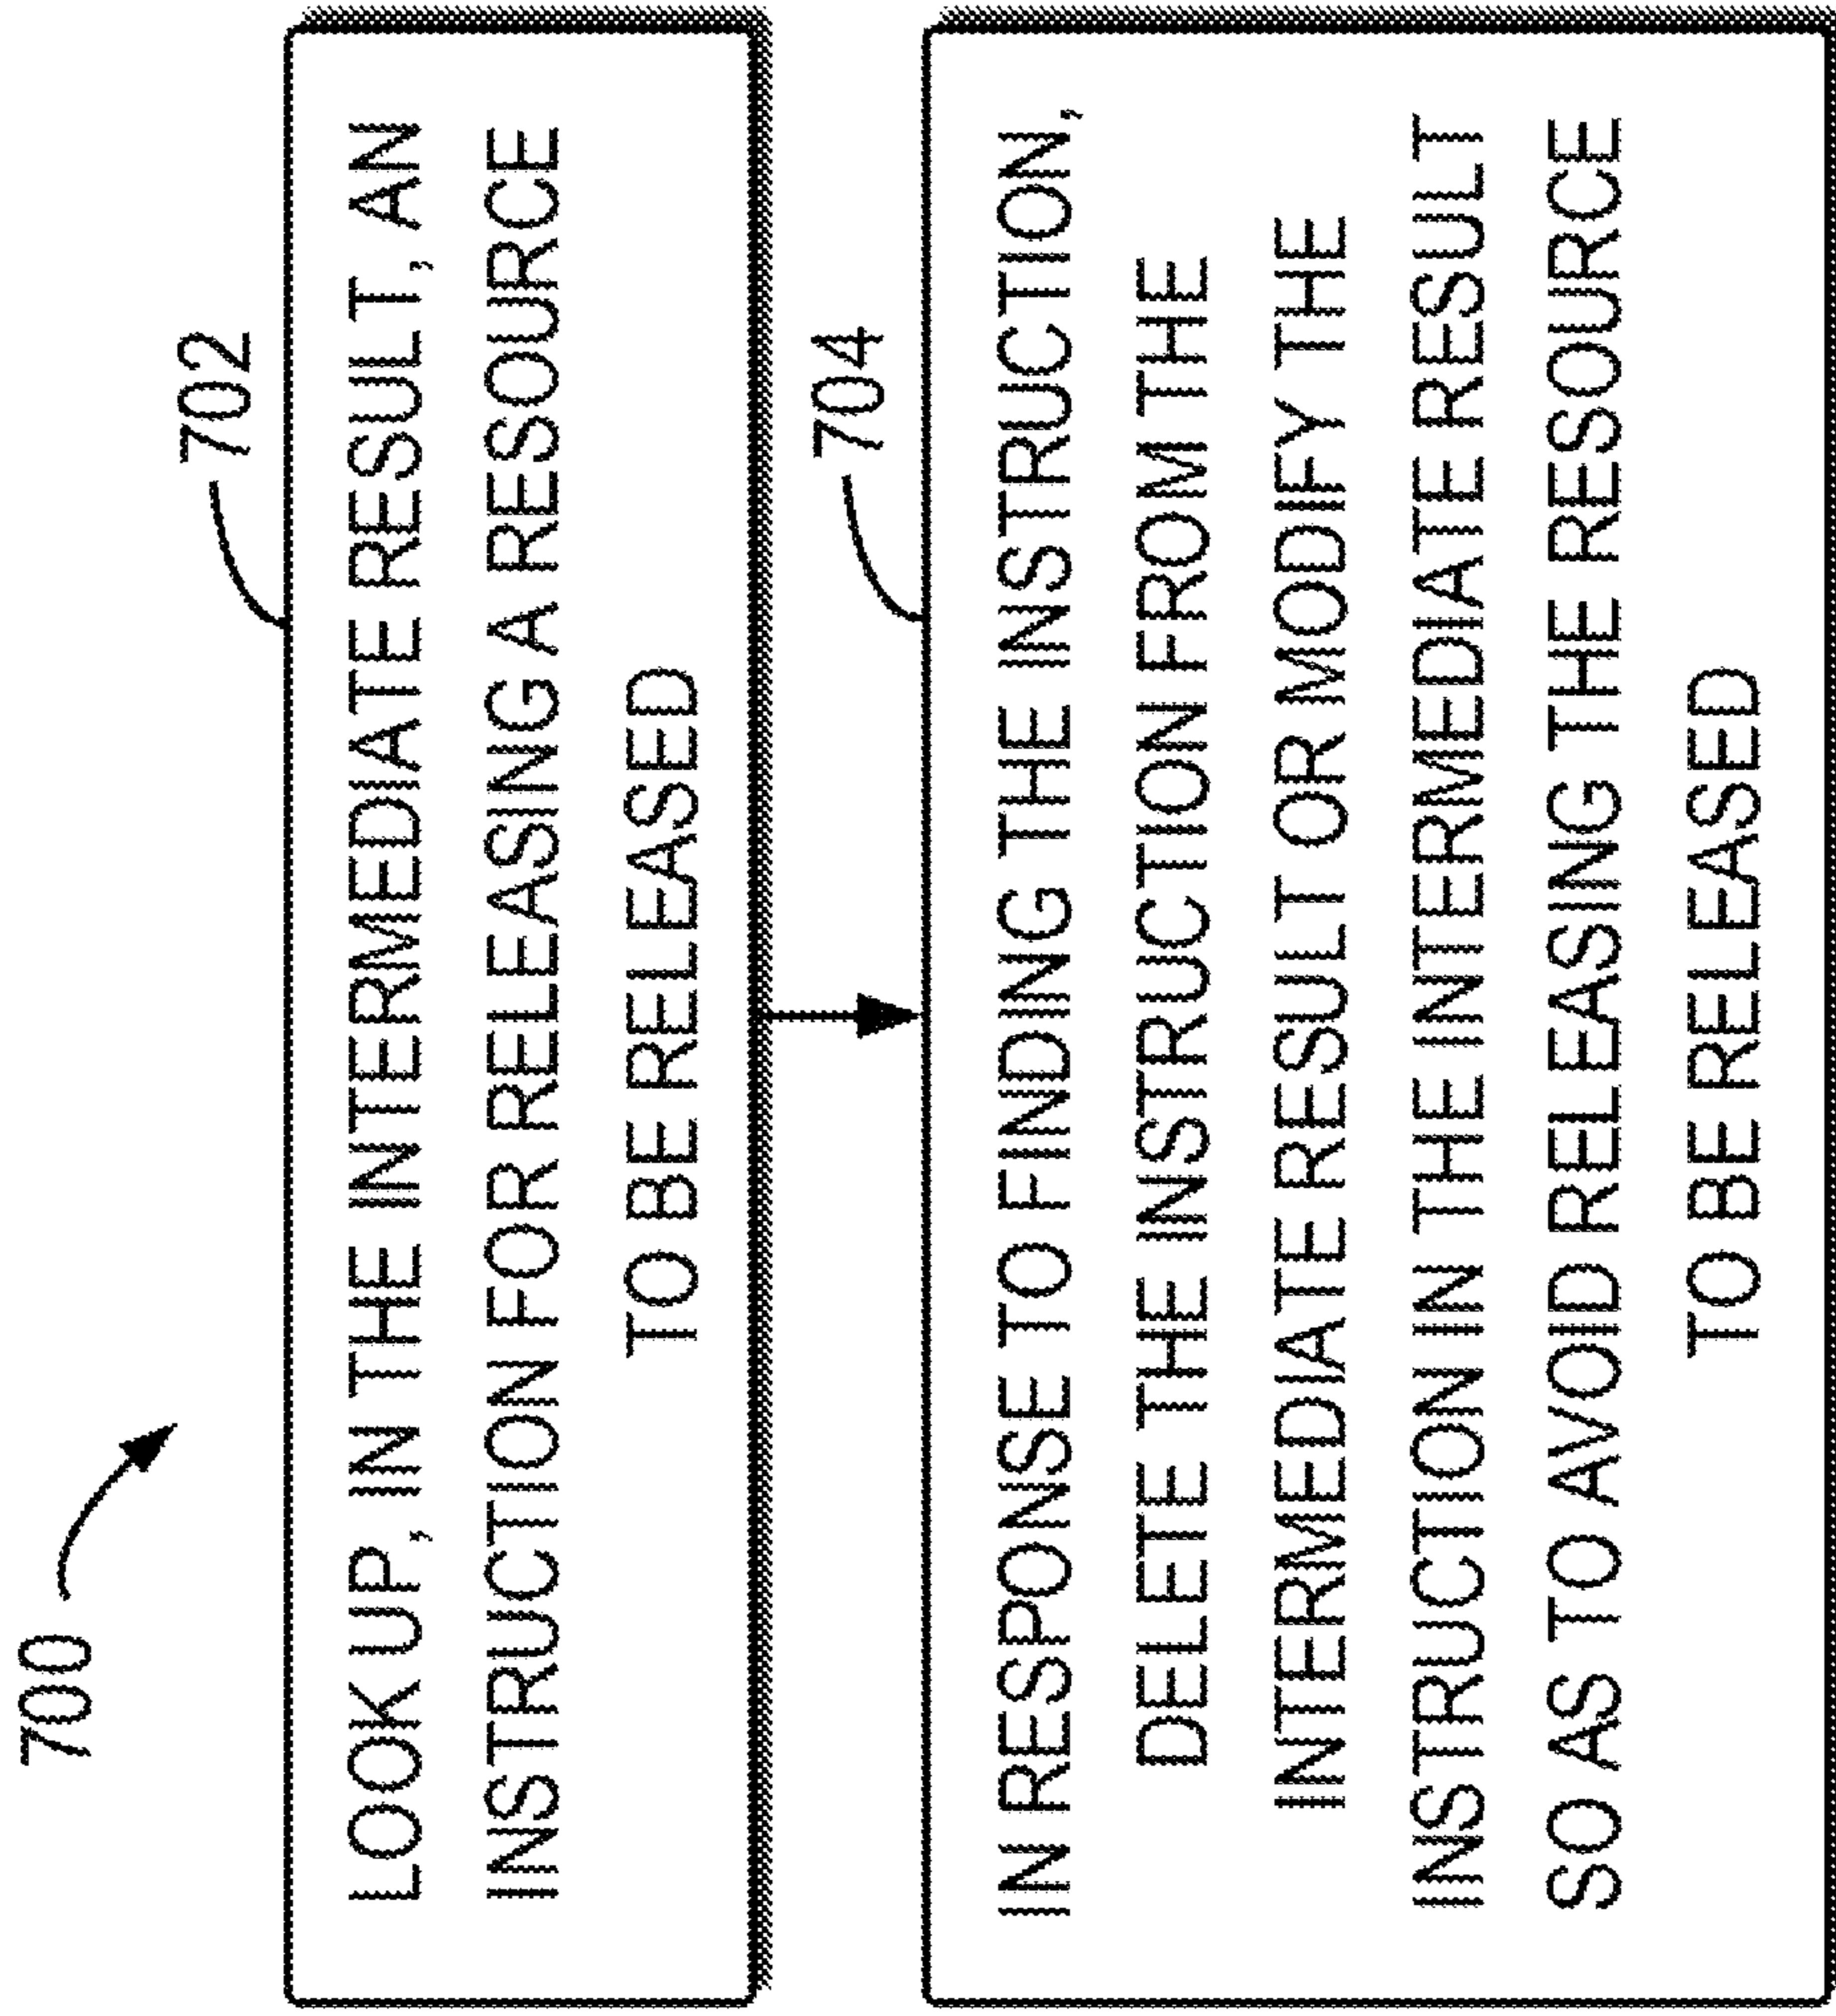 700
702
LOOK UP, IN THE INTERMEDIATE RESULT, AN
INSTRUCTION FOR RELEASING A RESOURCE
TO BE RELEASED
704
IN RESPONSE TO FINDING THE INSTRUCTION,
DELETE THE INSTRUCTION FROM THE
INTERMEDIATE RESULT OR MODIFY THE
INSTRUCTION IN THE INTERMEDIATE RESULT
SO AS TO AVOID RELEASING THE RESOURCE
TO BE RELEASED